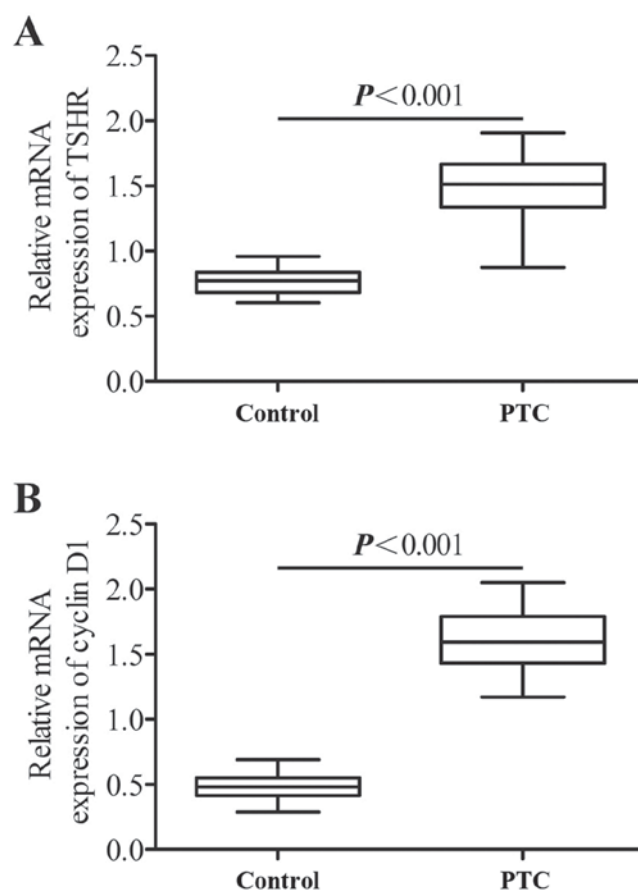 A
Relative mRNA
expression of TSHR
2.5
2.0
1.5
1.0
0.5
0.0
P<0.001
Control PTC
B
Relative mRNA
expression of cyclin D1
2.5
2.0
1.5
1.0
0.5
0.0
P<0.001
Control PTC